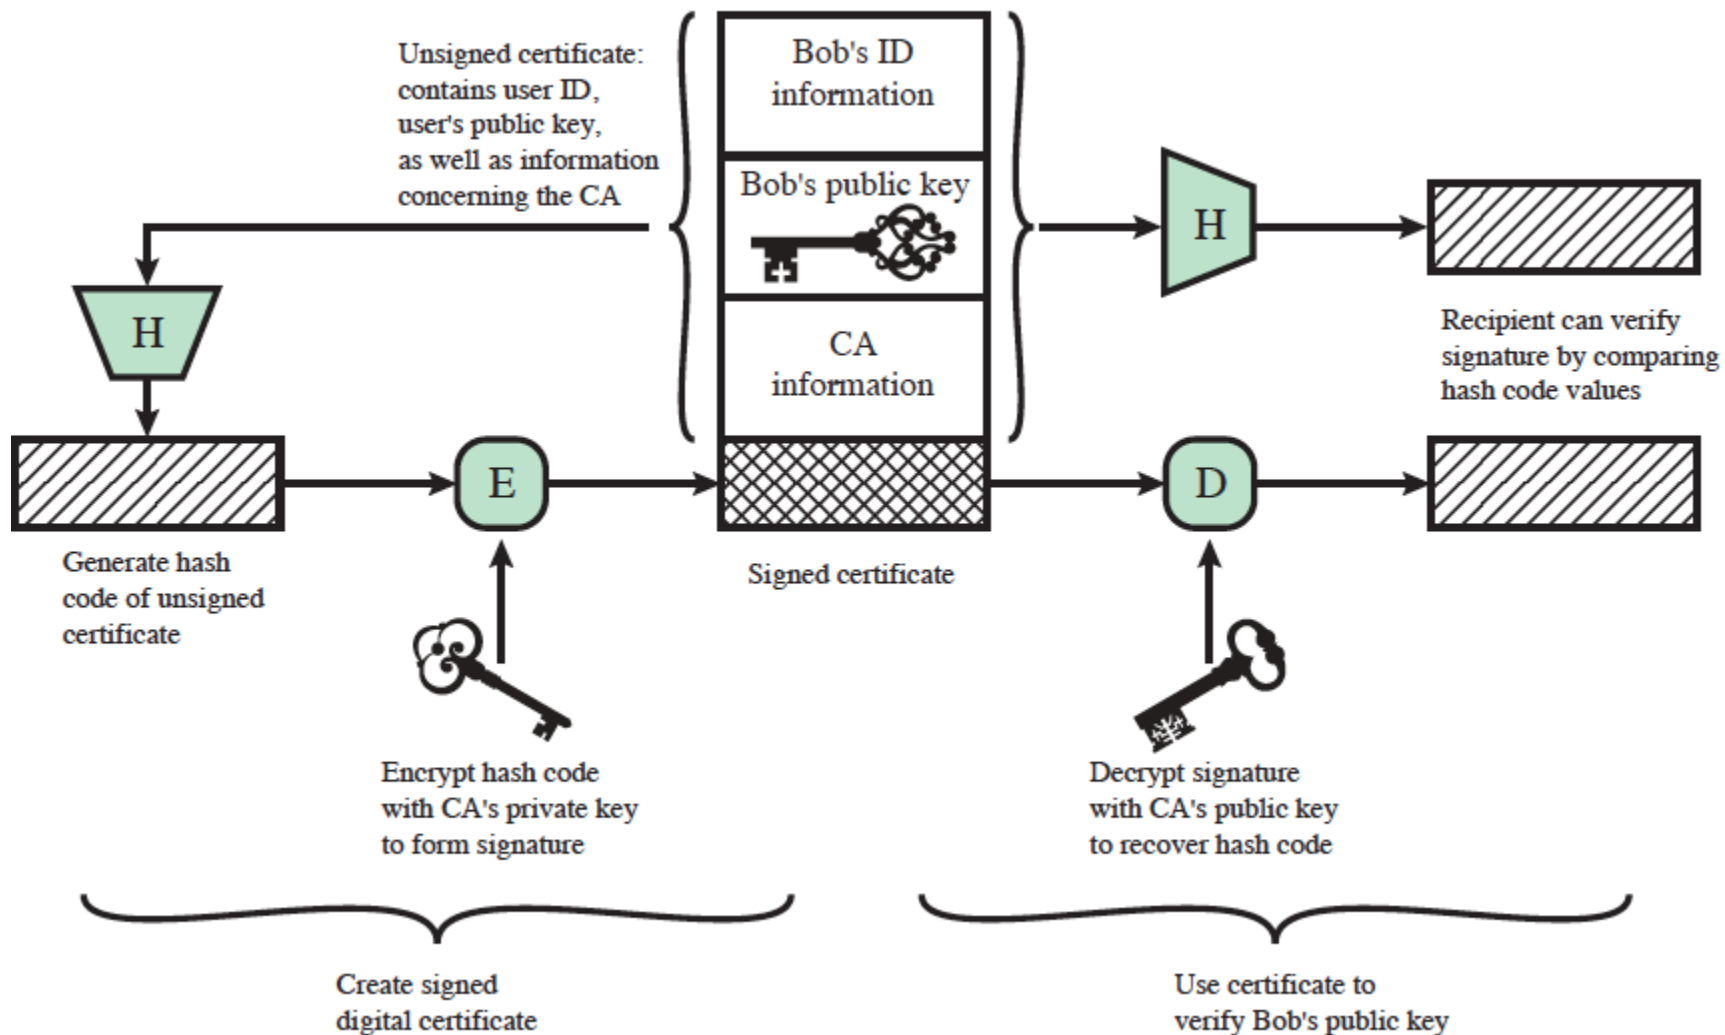 Unsigned certificate:
contains user ID,
user's public key,
as well as information
concerning the CA
Bob's ID
information
Bob's public key
CA
information
H
H
Recipient can verify
signature by comparing
hash code values
E
D
Generate hash
code of unsigned
certificate
Signed certificate
Encrypt hash code
with CA's private key
to form signature
Decrypt signature
with CA's public key
to recover hash code
Create signed
digital certificate
Use certificate to
verify Bob's public key